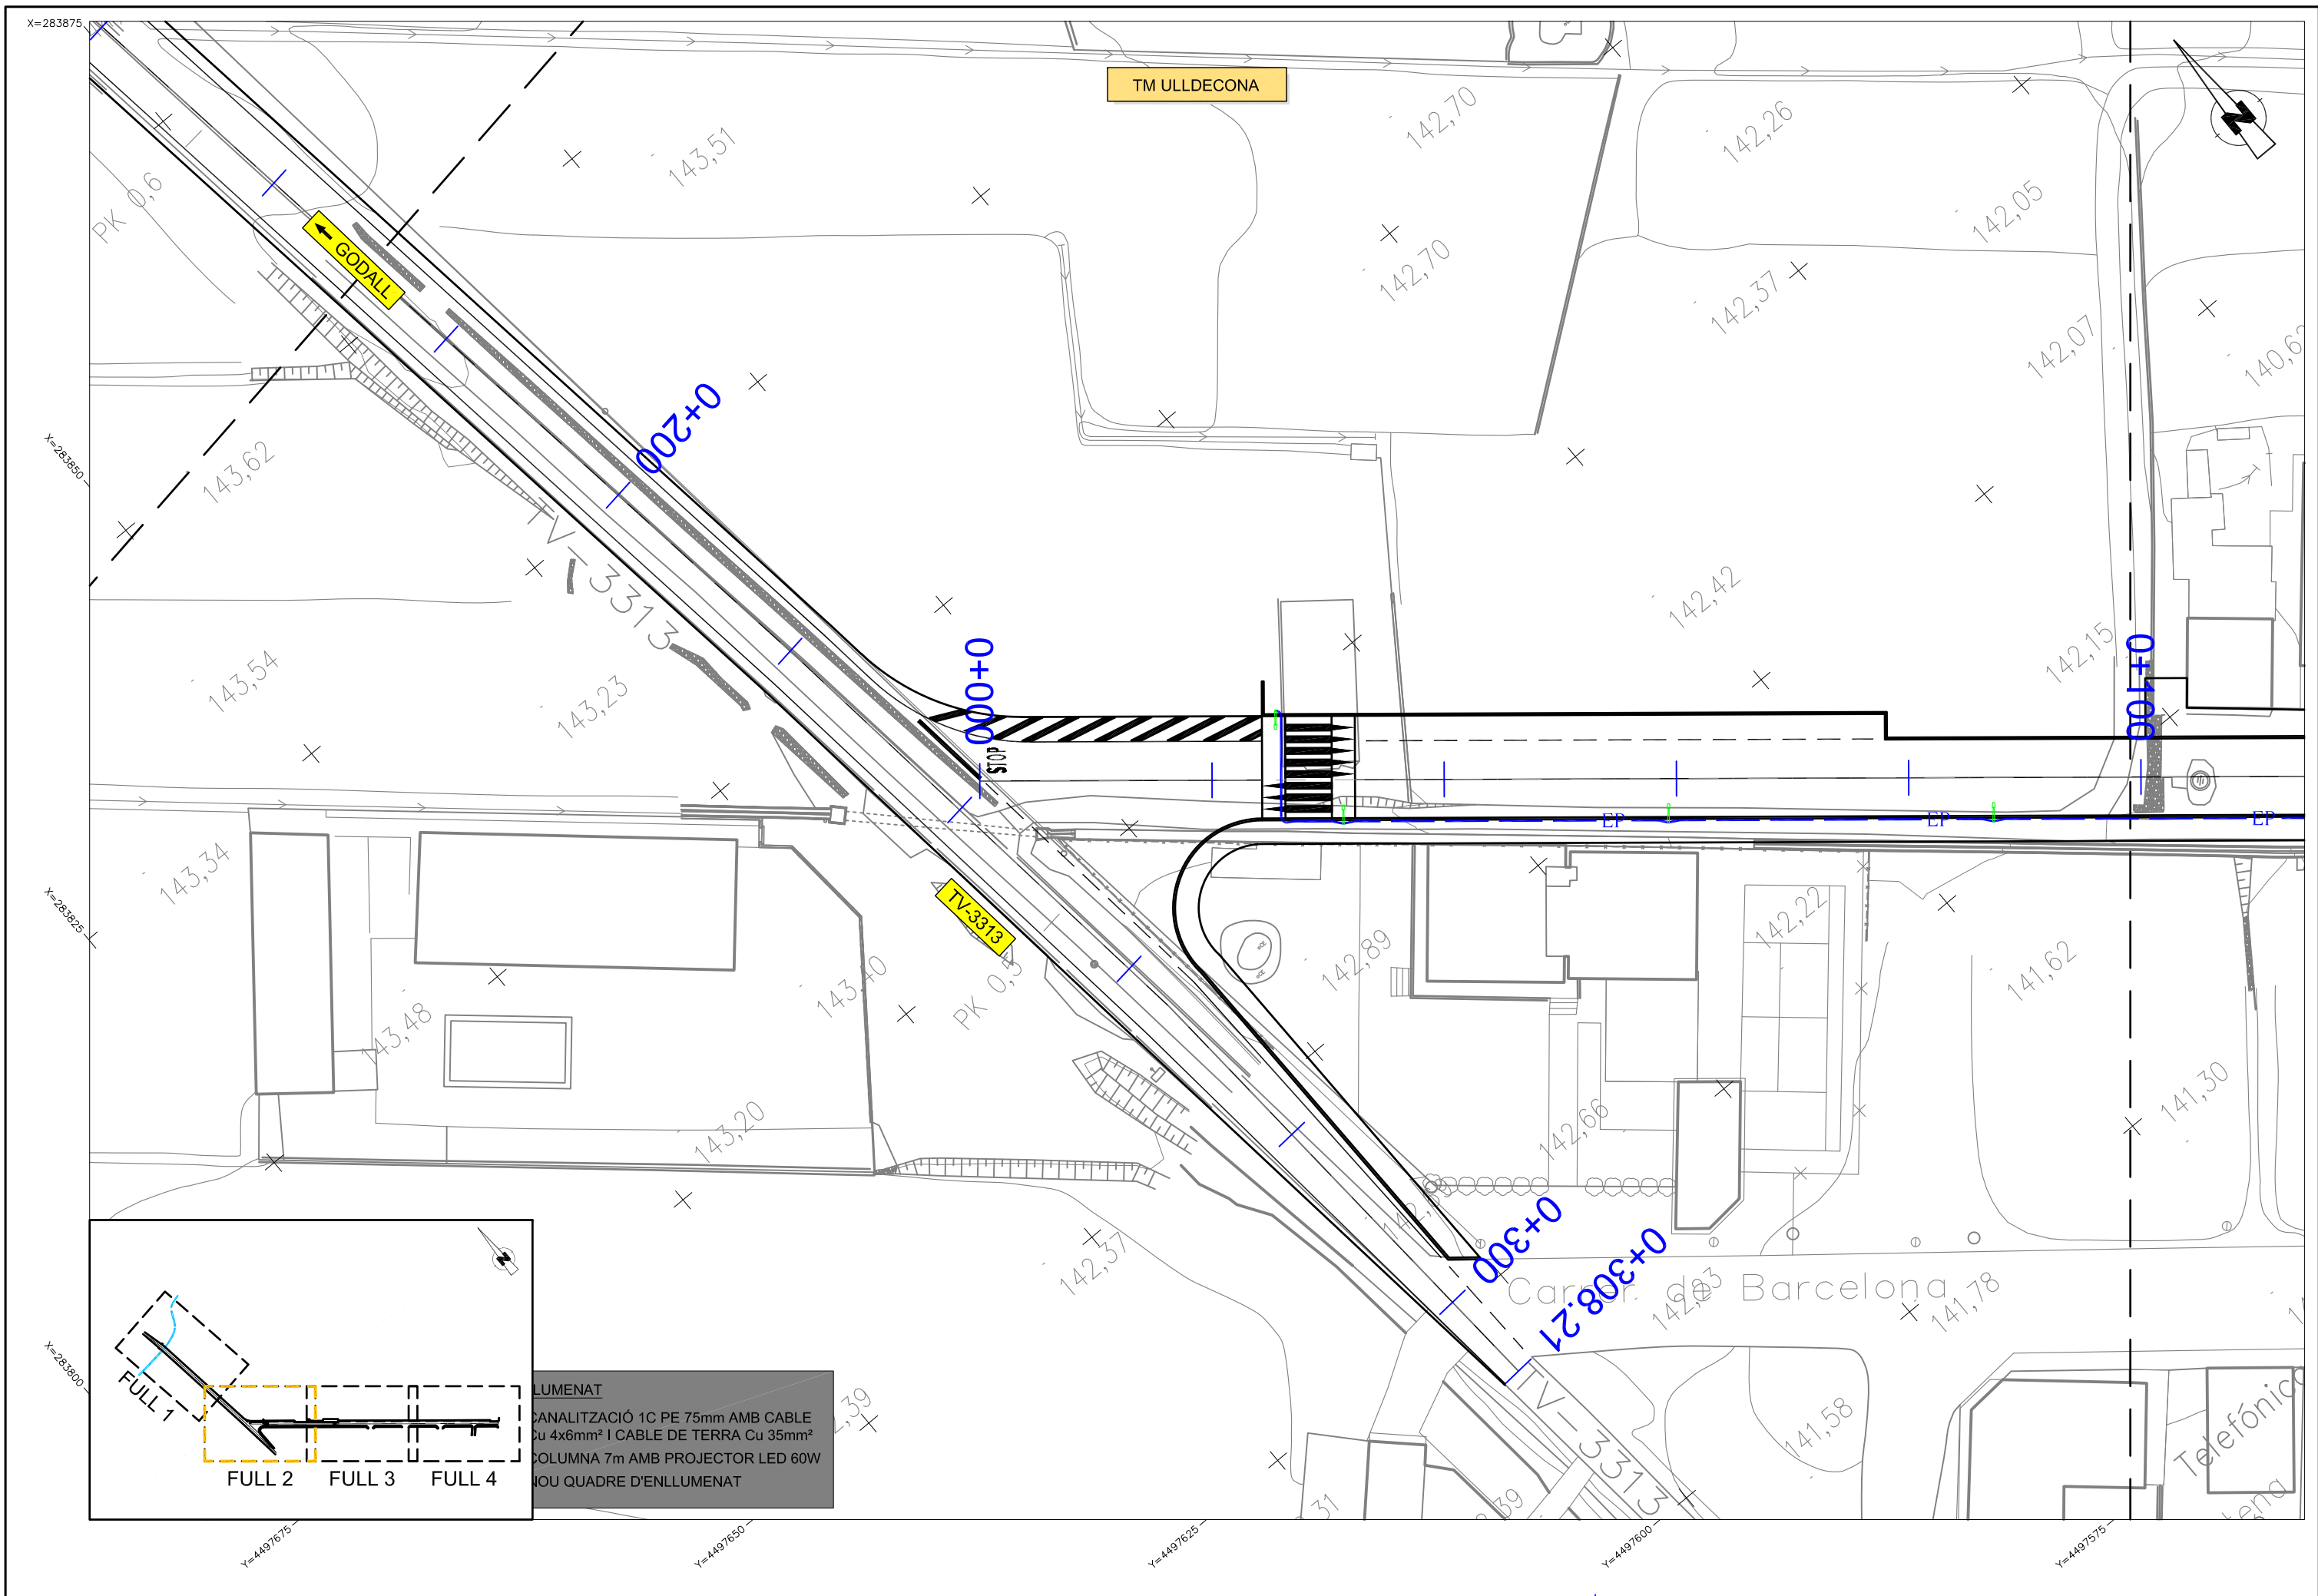 X=283875
TM ULLDECONA
N
142,70
142,26
143,51
PK 0,6
142,05
142,70
GODALL
142,37
142,07
0+200
X=283850
143,62
TV-3313
142,42
0+000
142,15
0+100
143,54
143,23
STOP
EP
EP
EP
143,34
X=283825
TV-3313
142,22
142,89
143,40
141,62
PK 0,5
143,48
141,30
143,20
142,66
0+300
142,37
0+308.21
Carrer de Barcelona
141,78
N
X=283800
TV-3313
FULL 1
LUMENAT
CANALITZACIÓ 1C PE 75mm AMB CABLE
Cu 4x6mm² I CABLE DE TERRA Cu 35mm²
COLUMNA 7m AMB PROJECTOR LED 60W
NOU QUADRE D'ENLLUMENAT
141,58
FULL 2
FULL 3
FULL 4
Y=4497675
Y=4497650
Y=4497625
Y=4497600
Y=4497575